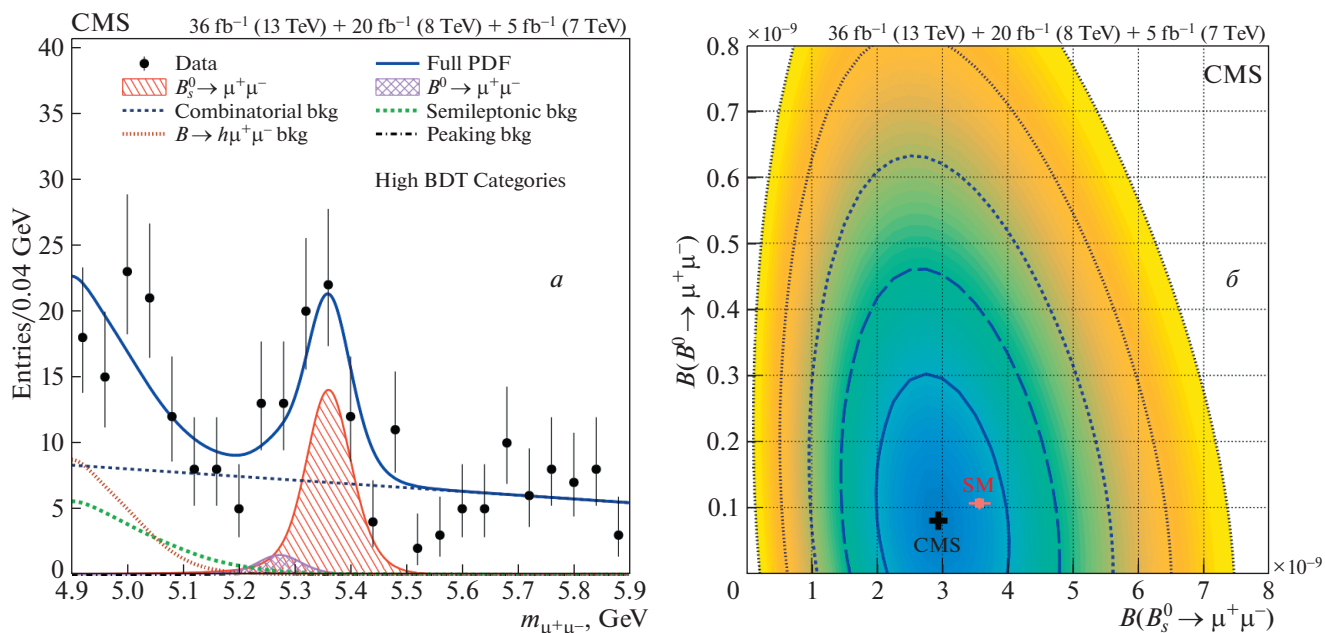 CMS
36 fb⁻¹ (13 TeV) + 20 fb⁻¹ (8 TeV) + 5 fb⁻¹ (7 TeV)
40
35
30
25
20
15
10
5
0
Entries/0.04 GeV
Data
Full PDF
B⁰ₛ → μ⁺μ⁻
B⁰ → μ⁺μ⁻
Combinatorial bkg
Semileptonic bkg
B → hμ⁺μ⁻ bkg
Peaking bkg
High BDT Categories
а
4.9 5.0 5.1 5.2 5.3 5.4 5.5 5.6 5.7 5.8 5.9
m_μ⁺μ⁻, GeV
×10⁻⁹
36 fb⁻¹ (13 TeV) + 20 fb⁻¹ (8 TeV) + 5 fb⁻¹ (7 TeV)
CMS
0.8
0.7
0.6
0.5
0.4
0.3
0.2
0.1
B(B⁰ → μ⁺μ⁻)
б
SM
CMS
0 1 2 3 4 5 6 7 8
×10⁻⁹
B(B⁰ₛ → μ⁺μ⁻)